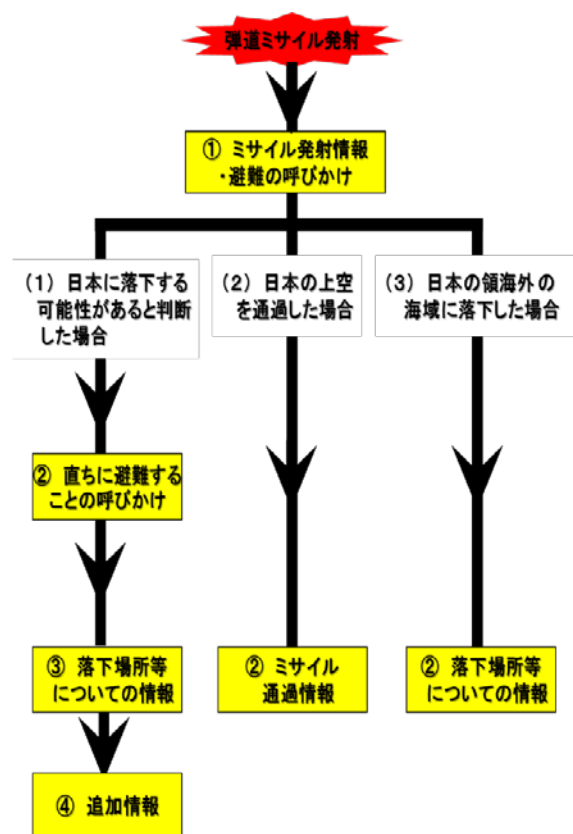 弾道ミサイル発射
① ミサイル発射情報
・避難の呼びかけ
(1)日本に落下する
可能性があると判断
した場合
(2)日本の上空
を通過した場合
(3)日本の領海外の
海域に落下した場合
② 直ちに避難する
ことの呼びかけ
③ 落下場所等
についての情報
② ミサイル
通過情報
② 落下場所等
についての情報
④ 追加情報